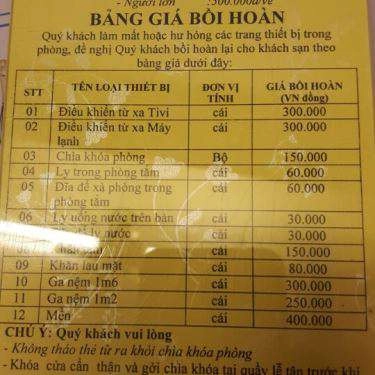 - Người lớn :500.000đ/vé
BẢNG GIÁ BỒI HOÀN
Quý khách làm mất hoặc hư hỏng các trang thiết bị trong
phòng, đề nghị Quý khách bồi hoàn lại cho khách sạn theo
bảng giá dưới đây:
STT TÊN LOẠI THIẾT BỊ ĐƠN VỊ TÍNH GIÁ BỒI HOÀN (VN đồng)
01 Điều khiển từ xa Tivi cái 300.000
02 Điều khiển từ xa Máy lạnh cái 300.000
03 Chìa khóa phòng Bộ 150.000
04 Ly trong phòng tắm cái 60.000
05 Dĩa để xà phòng trong phòng tắm cái 60.000
06 Ly uống nước trên bàn cái 30.000
ly nước cái 30.000
cái 150.000
09 Khăn lau mặt cái 80.000
10 Ga nệm 1m6 cái 300.000
11 Ga nệm 1m2 cái 250.000
12 Mền cái 400.000
CHÚ Ý: Quý khách vui lòng
- Không tháo thẻ từ ra khỏi chìa khóa phòng
- Khóa cửa cẩn thận và gởi chìa khóa tại quầy lễ tân trước khi